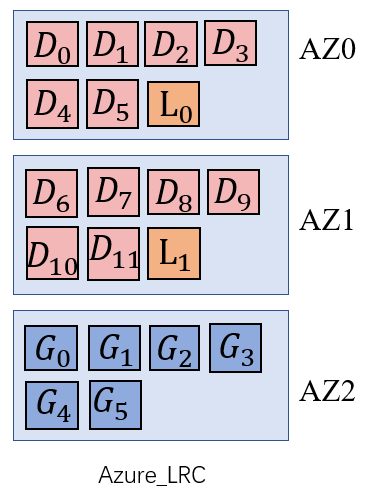 D0 D1 D2 D3
AZ0
D4 D5 L0
D6 D7 D8 D9
AZ1
D10 D11 L1
G0 G1 G2 G3
G4 G5
AZ2
Azure_LRC